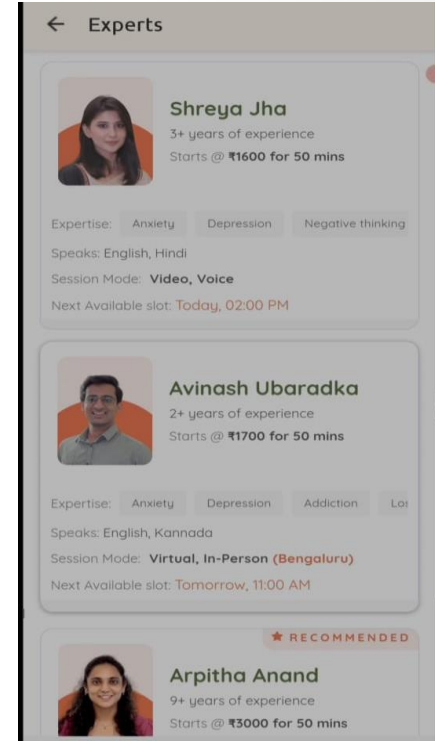 Experts
Shreya Jha
3+ years of experience
Starts @ ₹1600 for 50 mins
Expertise: Anxiety Depression Negative thinking
Speaks: English, Hindi
Session Mode: Video, Voice
Next Available slot: Today, 02:00 PM
Avinash Ubaradka
2+ years of experience
Starts @ ₹1700 for 50 mins
Expertise: Anxiety Depression Addiction
Speaks: English, Kannada
Session Mode: Virtual, In-Person (Bengaluru)
Next Available slot: Tomorrow, 11:00 AM
RECOMMENDED
Arpitha Anand
9+ years of experience
Starts @ ₹3000 for 50 mins